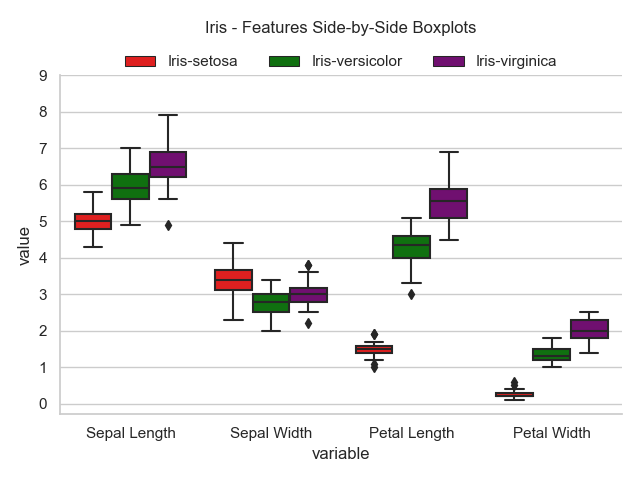 Iris - Features Side-by-Side Boxplots
Iris-setosa Iris-versicolor Iris-virginica
9
8
7
6
5
4
3
2
1
0
value
Sepal Length Sepal Width Petal Length Petal Width
variable